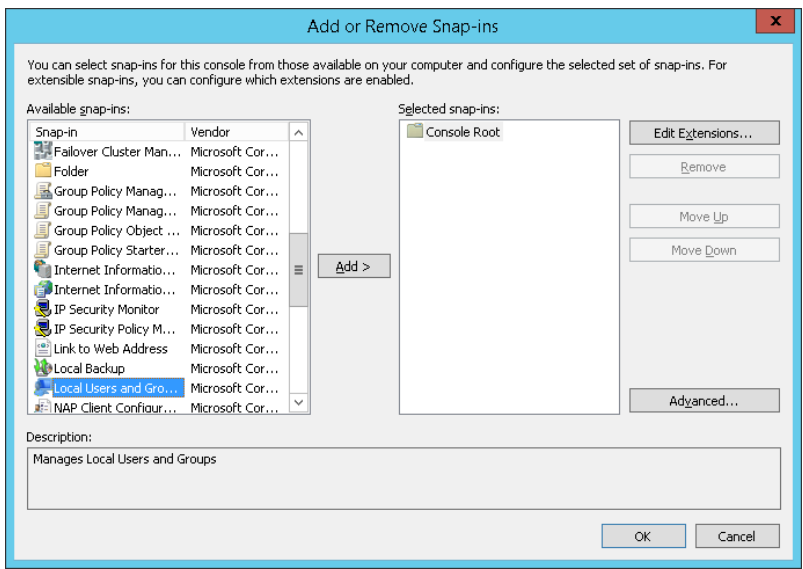 Add or Remove Snap-ins
x
You can select snap-ins for this console from those available on your computer and configure the selected set of snap-ins. For
extensible snap-ins, you can configure which extensions are enabled.
Available snap-ins:
Snap-in Vendor
Failover Cluster Man... Microsoft Cor...
Folder Microsoft Cor...
Group Policy Manag... Microsoft Cor...
Group Policy Manag... Microsoft Cor...
Group Policy Object ... Microsoft Cor...
Group Policy Starter... Microsoft Cor...
Internet Informatio... Microsoft Cor...
Internet Informatio... Microsoft Cor...
IP Security Monitor Microsoft Cor...
IP Security Policy M... Microsoft Cor...
Link to Web Address Microsoft Cor...
Local Backup Microsoft Cor...
Local Users and Gro... Microsoft Cor...
NAP Client Configur... Microsoft Cor...
Add >
Selected snap-ins:
Console Root
Edit Extensions...
Remove
Move Up
Move Down
Advanced...
Description:
Manages Local Users and Groups
OK
Cancel